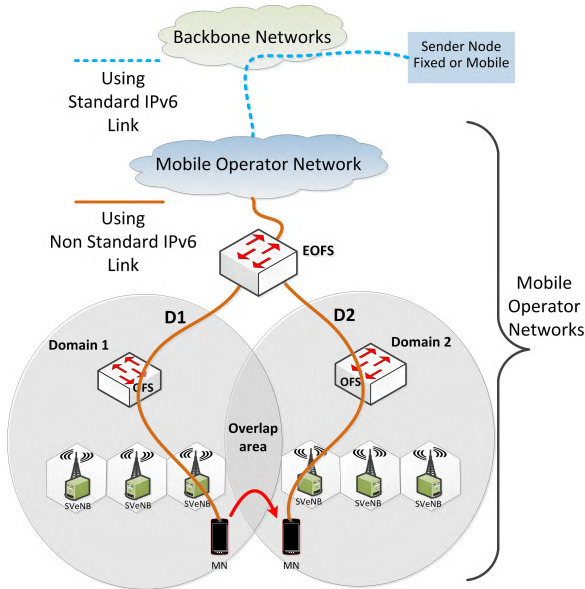 Backbone Networks
Sender Node
Fixed or Mobile
Using
Standard IPv6
Link
Mobile Operator Network
Using
Non Standard IPv6
Link
EOFS
Mobile
Operator
Networks
D1
D2
Domain 1
Domain 2
OFS
OFS
Overlap
area
SVeNB
SVeNB
SVeNB
SVeNB
SVeNB
SVeNB
MN
MN